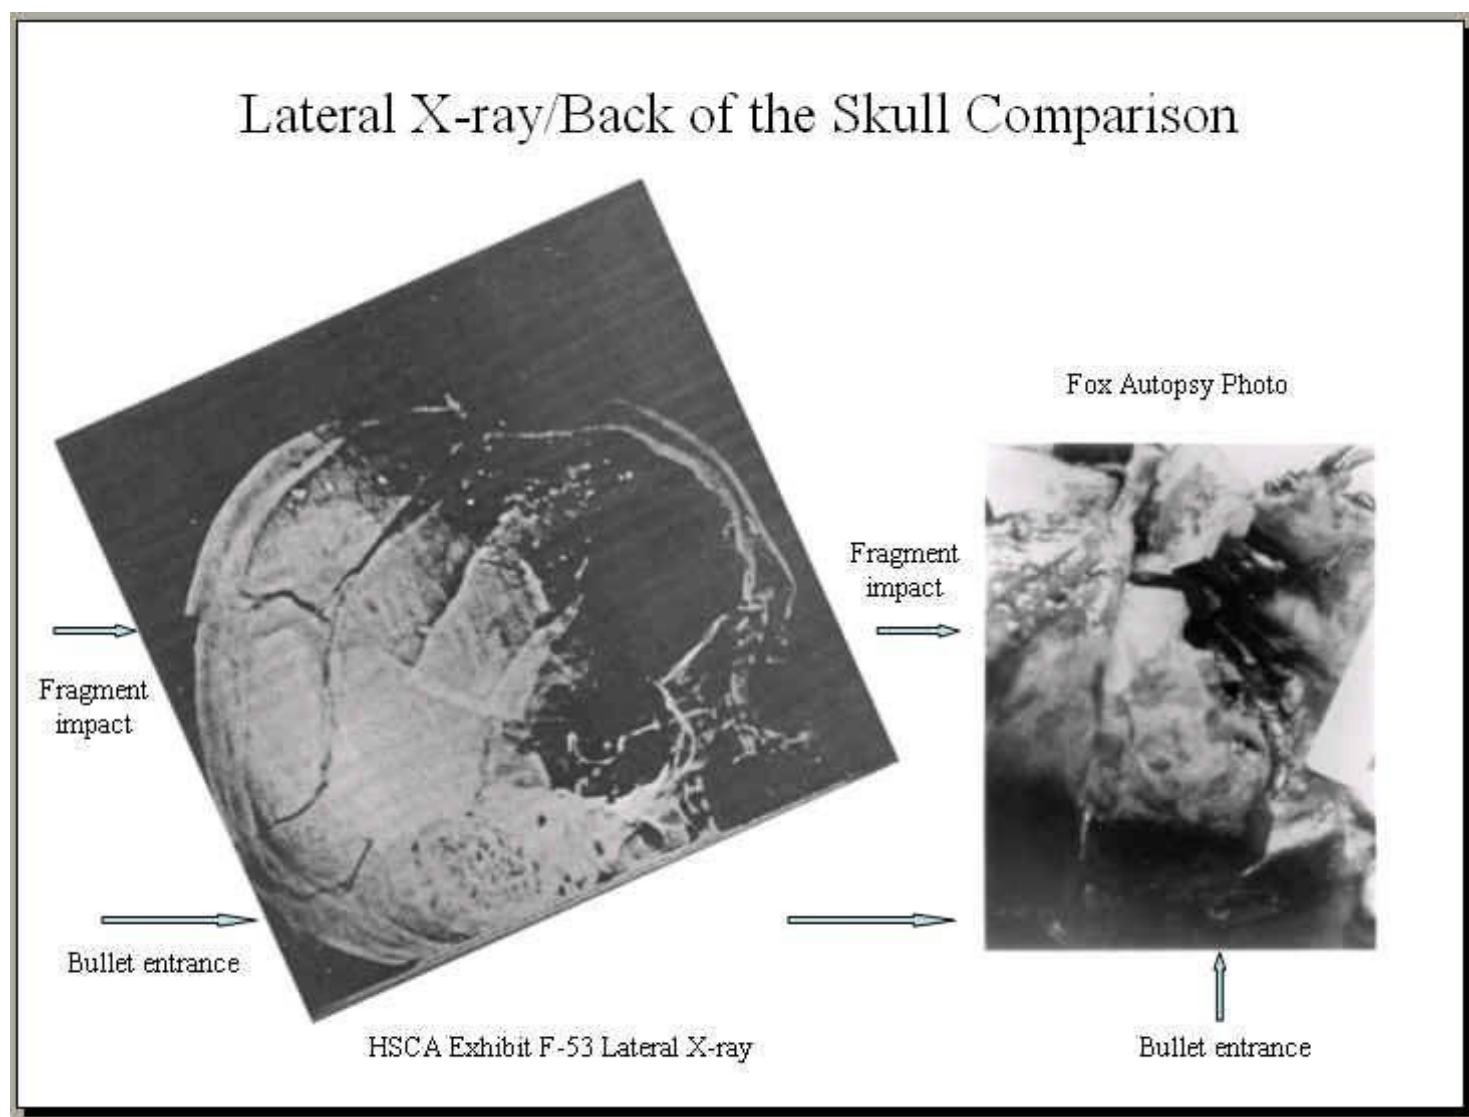 Lateral X-ray/Back of the Skull Comparison
Fox Autopsy Photo
Fragment
impact
Fragment
impact
Bullet entrance
HSCA Exhibit F-53 Lateral X-ray
Bullet entrance